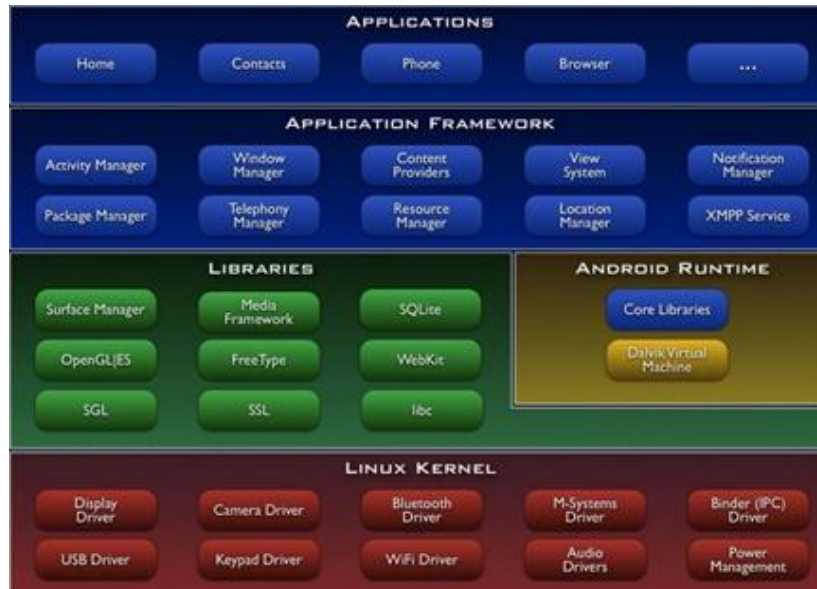 APPLICATIONS
Home
Contacts
Phone
Browser
...
APPLICATION FRAMEWORK
Activity Manager
Window
Manager
Content
Providers
View
System
Notification
Manager
Package Manager
Telephony
Manager
Resource
Manager
Location
Manager
XMPP Service
LIBRARIES
Surface Manager
Media
Framework
SQLite
OpenGL|ES
FreeType
WebKit
SGL
SSL
libc
ANDROID RUNTIME
Core Libraries
Dalvik Virtual
Machine
LINUX KERNEL
Display
Driver
Camera Driver
Bluetooth
Driver
M-Systems
Driver
Binder (IPC)
Driver
USB Driver
Keypad Driver
WiFi Driver
Audio
Drivers
Power
Management